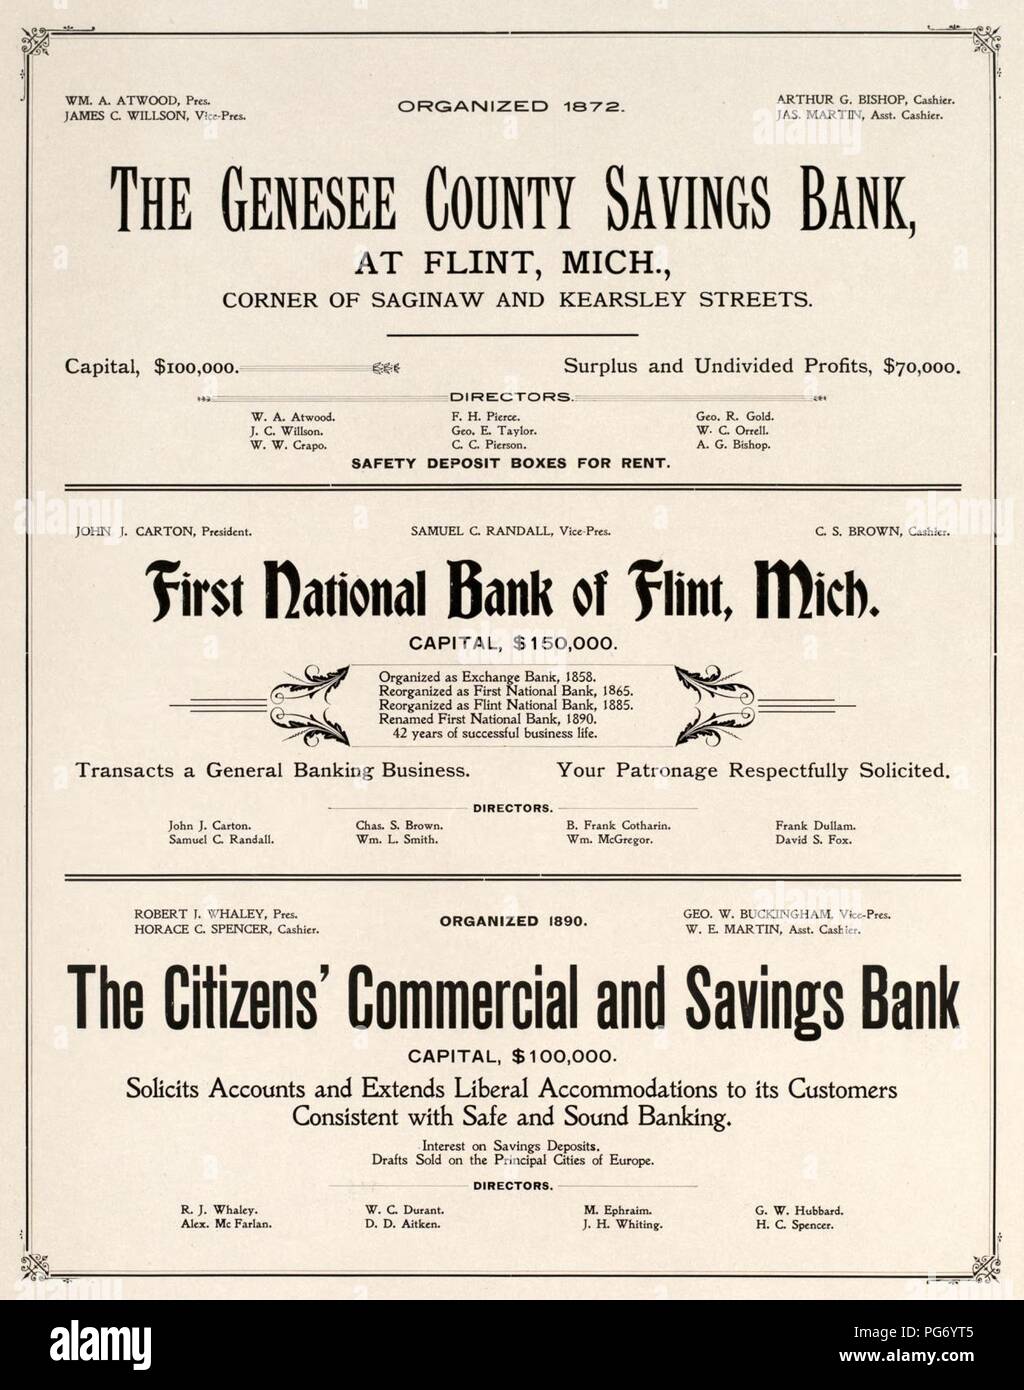 WM. A. ATWOOD, Pres.
JAMES C. WILLSON, Vice-Pres.
ORGANIZED 1872.
ARTHUR G. BISHOP, Cashier.
JAS. MARTIN, Asst. Cashier.
THE GENESEE COUNTY SAVINGS BANK,
AT FLINT, MICH.,
CORNER OF SAGINAW AND KEARSLEY STREETS.
Capital, $100,000.
Surplus and Undivided Profits, $70,000.
DIRECTORS.
W. A. Atwood. F. H. Pierce. Geo. R. Gold.
J. C. Willson. Geo. E. Taylor. W. C. Orrell.
W. W. Crapo. C. C. Pierson. A. G. Bishop.
SAFETY DEPOSIT BOXES FOR RENT.
JOHN J. CARTON, President. SAMUEL C. RANDALL, Vice-Pres. C. S. BROWN, Cashier.
First National Bank of Flint, Mich.
CAPITAL, $150,000.
Organized as Exchange Bank, 1858.
Reorganized as First National Bank, 1865.
Reorganized as Flint National Bank, 1885.
Renamed First National Bank, 1890.
42 years of successful business life.
Transacts a General Banking Business. Your Patronage Respectfully Solicited.
DIRECTORS.
John J. Carton. Chas. S. Brown. B. Frank Cotharin. Frank Dullam.
Samuel C. Randall. Wm. L. Smith. Wm. McGregor. David S. Fox.
ROBERT J. WHALEY, Pres.
HORACE C. SPENCER, Cashier.
ORGANIZED 1890.
GEO. W. BUCKINGHAM, Vice-Pres.
W. E. MARTIN, Asst. Cashier.
The Citizens' Commercial and Savings Bank
CAPITAL, $100,000.
Solicits Accounts and Extends Liberal Accommodations to its Customers
Consistent with Safe and Sound Banking.
Interest on Savings Deposits.
Drafts Sold on the Principal Cities of Europe.
DIRECTORS.
R. J. Whaley. W. C. Durant. M. Ephraim. G. W. Hubbard.
Alex. McFarlan. D. D. Aitken. J. H. Whiting. H. C. Spencer.
alamy
Image ID: PG6YT5
www.alamy.com